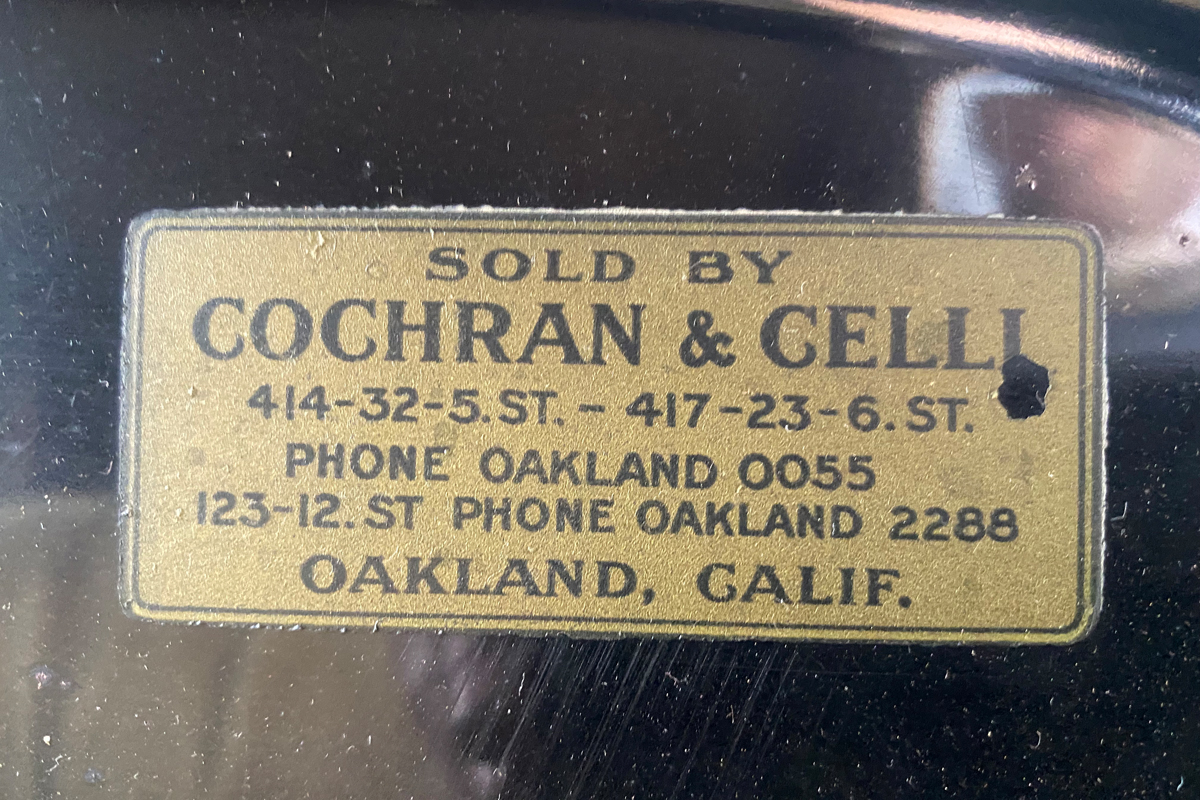 SOLD BY
COCHRAN & CELLI
414-32-5.ST. - 417-23-6.ST.
PHONE OAKLAND 0055
123-12.ST PHONE OAKLAND 2288
OAKLAND, CALIF.